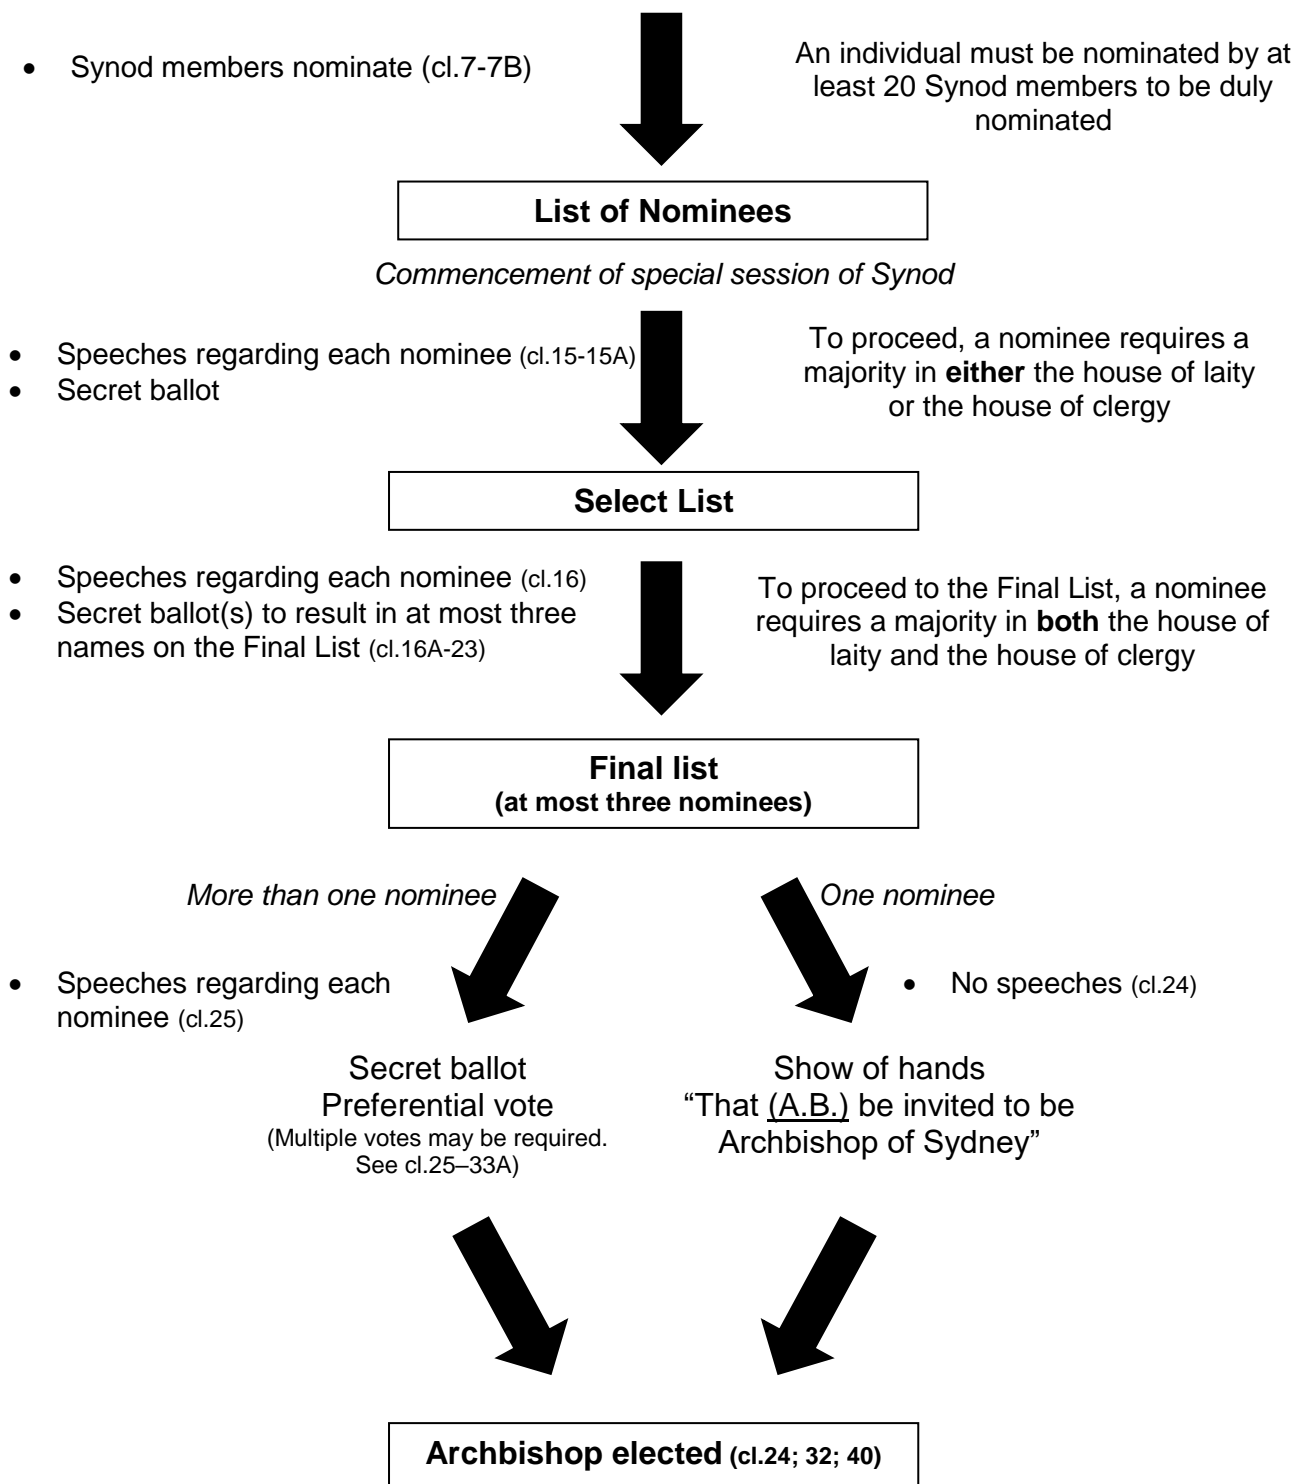 • Synod members nominate (cl.7-7B)
An individual must be nominated by at
least 20 Synod members to be duly
nominated
List of Nominees
Commencement of special session of Synod
• Speeches regarding each nominee (cl.15-15A)
• Secret ballot
To proceed, a nominee requires a
majority in either the house of laity
or the house of clergy
Select List
• Speeches regarding each nominee (cl.16)
• Secret ballot(s) to result in at most three
names on the Final List (cl.16A-23)
To proceed to the Final List, a nominee
requires a majority in both the house of
laity and the house of clergy
Final list
(at most three nominees)
More than one nominee
One nominee
• Speeches regarding each
nominee (cl.25)
• No speeches (cl.24)
Secret ballot
Preferential vote
(Multiple votes may be required.
See cl.25–33A)
Show of hands
“That (A.B.) be invited to be
Archbishop of Sydney”
Archbishop elected (cl.24; 32; 40)